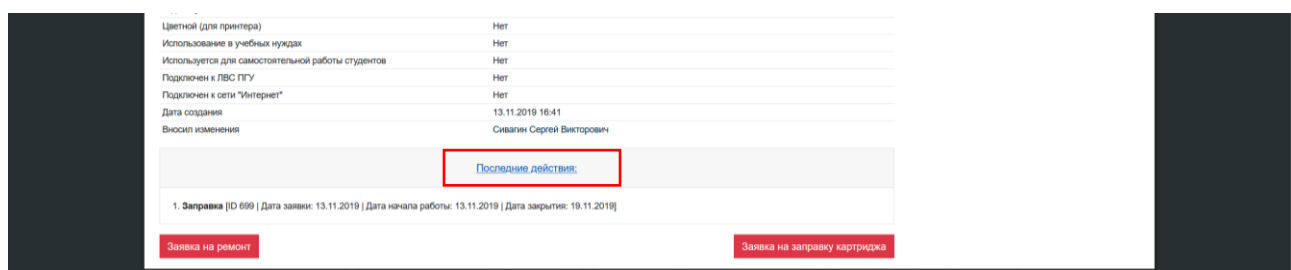 Цветной (для принтера) Нет
Использование в учебных нуждах Нет
Используется для самостоятельной работы студентов Нет
Подключен к ЛВС ПГУ Нет
Подключен к сети "Интернет" Нет
Дата создания 13.11.2019 16:41
Вносил изменения Сивагин Сергей Викторович
Последние действия:
1. Заправка [ID 699 | Дата заявки: 13.11.2019 | Дата начала работы: 13.11.2019 | Дата закрытия: 19.11.2019]
Заявка на ремонт Заявка на заправку картриджа